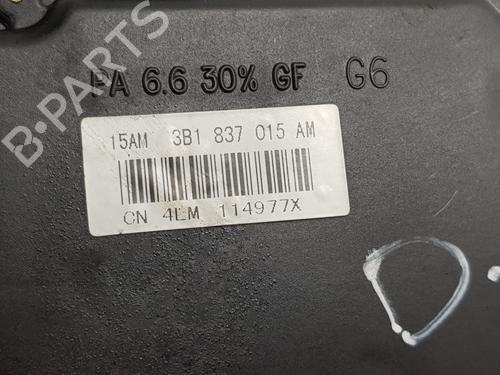 PA 6.6 30% GF G6
15AM 3B1 837 015 AM
CN 4LM 114977X
D
B-PARTS